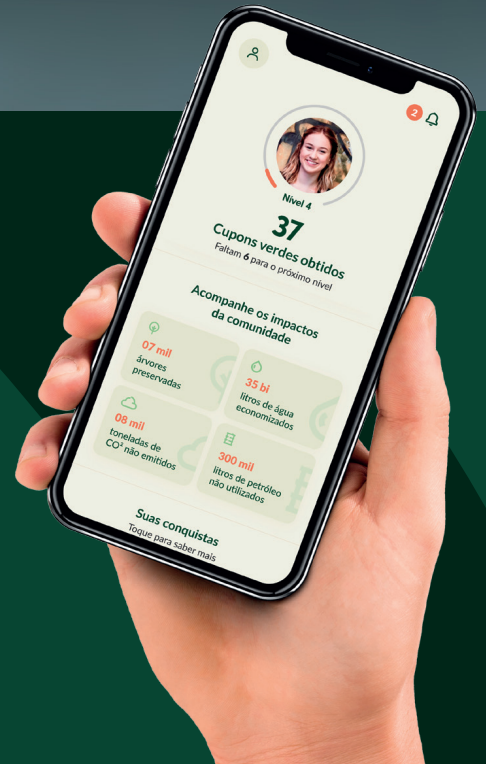 2
Nível 4
37
Cupons verdes obtidos
Faltam 6 para o próximo nível
Acompanhe os impactos
da comunidade
07 mil
árvores
preservadas
35 bi
litros de água
economizados
08 mil
toneladas de
CO² não emitidos
300 mil
litros de petróleo
não utilizados
Suas conquistas
Toque para saber mais